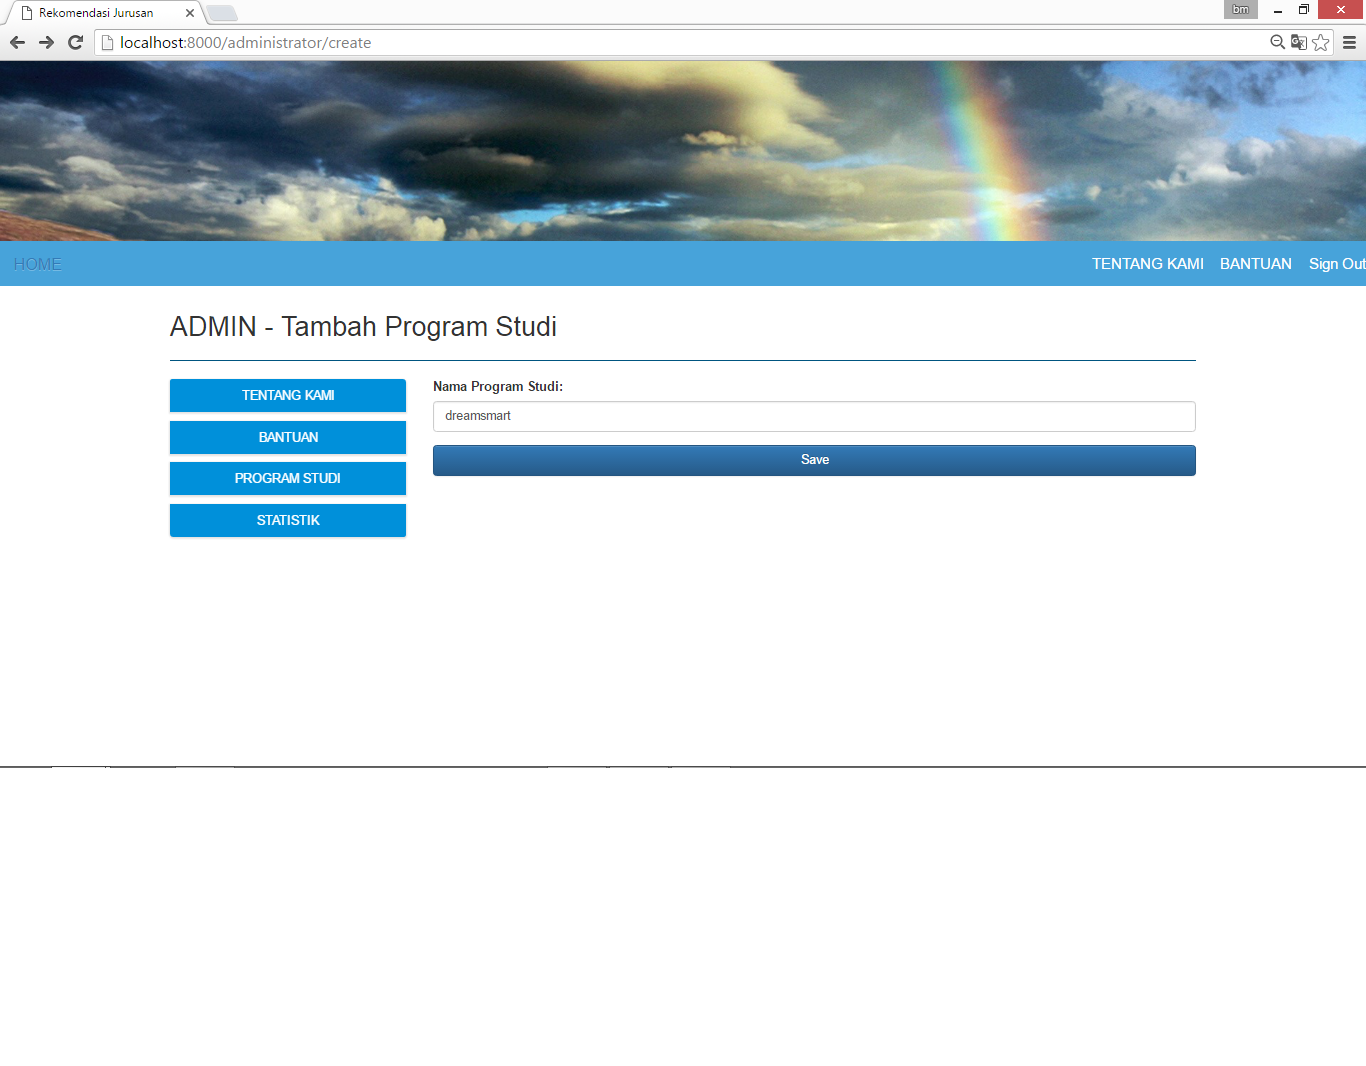 Rekomendasi Jurusan
bm
localhost:8000/administrator/create
HOME
TENTANG KAMI
BANTUAN
Sign Out
ADMIN - Tambah Program Studi
TENTANG KAMI
BANTUAN
PROGRAM STUDI
STATISTIK
Nama Program Studi:
dreamsmart
Save